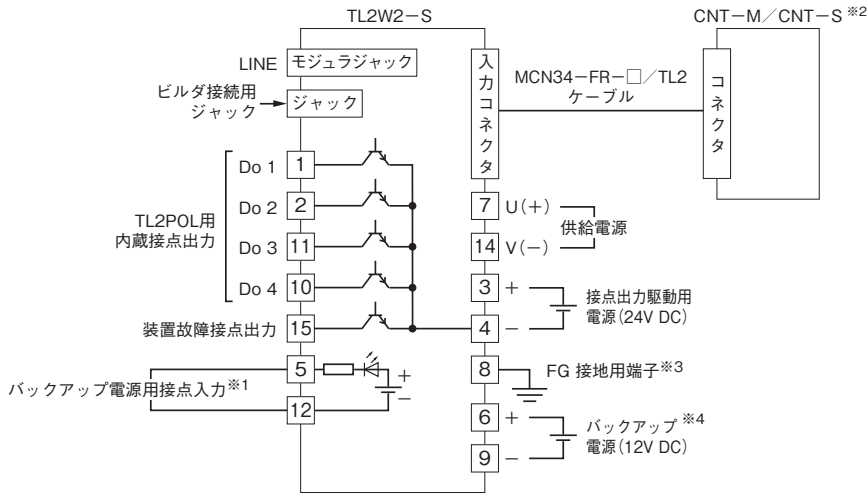 TL2W2－S
CNT－M／CNT－S ※2
LINE モジュラジャック
ビルダ接続用
ジャック
ジャック
入力コネクタ
MCN34－FR－□／TL2
ケーブル
コネクタ
TL2POL用
内蔵接点出力
Do 1
1
Do 2
2
Do 3
11
Do 4
10
装置故障接点出力
15
バックアップ電源用接点入力※1
5
12
＋
－
7
U(＋)
14
V(－)
供給電源
3
＋
4
－
接点出力駆動用
電源(24V DC)
8
FG 接地用端子※3
6
＋
9
－
バックアップ ※4
電源(12V DC)